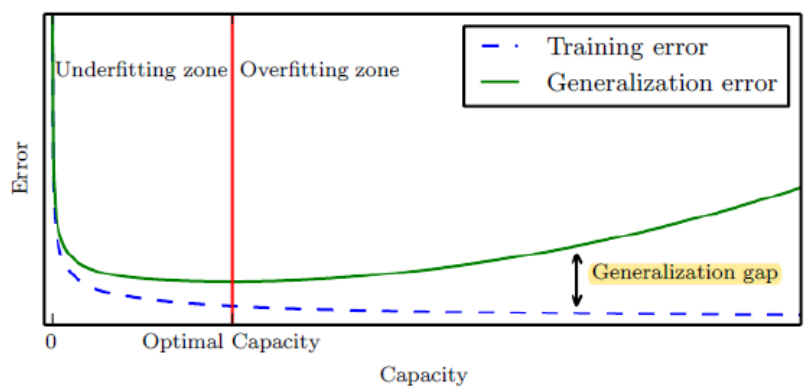 Training error
Generalization error
Underfitting zone
Overfitting zone
Error
Generalization gap
0
Optimal Capacity
Capacity